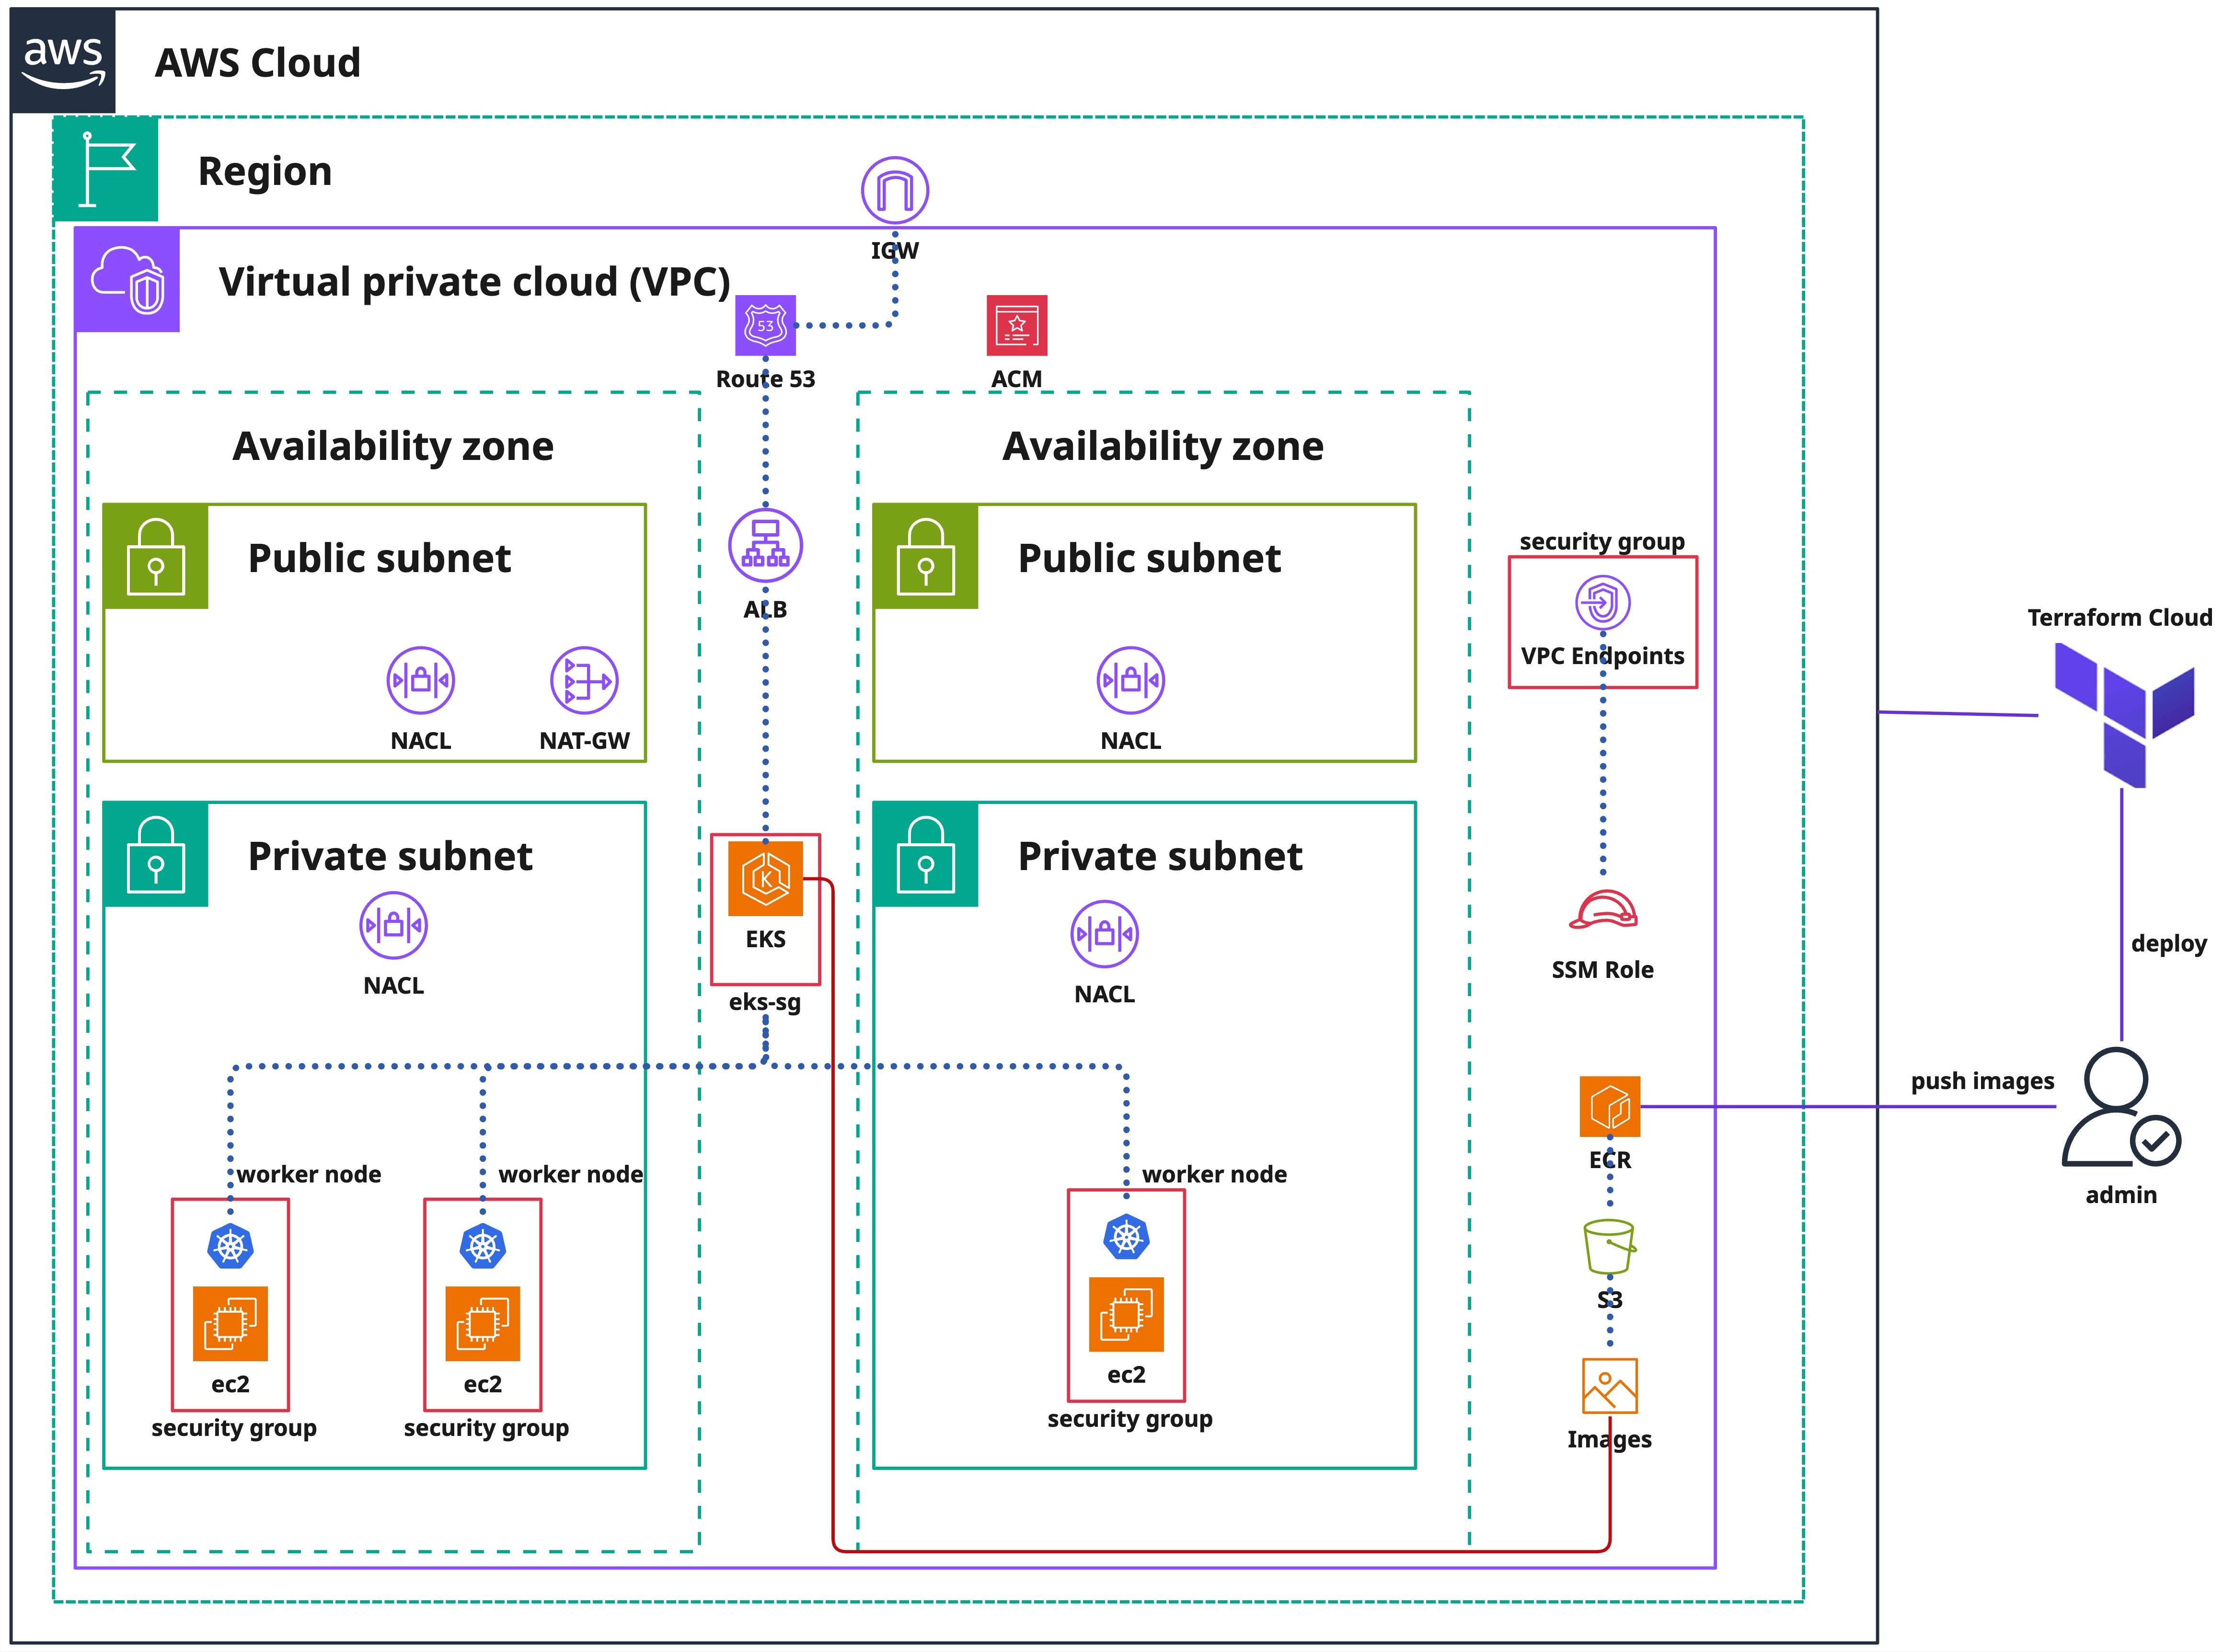 aws
AWS Cloud
Region
IGW
Virtual private cloud (VPC)
53
Route 53
ACM
Availability zone
Availability zone
Public subnet
Public subnet
security group
VPC Endpoints
ALB
NACL
NAT-GW
NACL
Terraform Cloud
Private subnet
Private subnet
K
EKS
eks-sg
NACL
NACL
SSM Role
deploy
push images
ECR
admin
worker node
worker node
worker node
S3
ec2
ec2
ec2
security group
security group
security group
Images